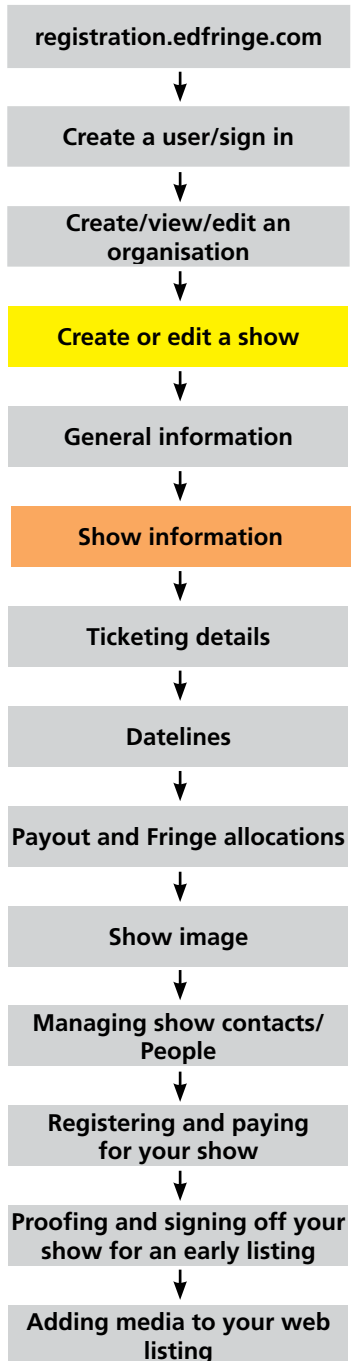 registration.edfringe.com
Create a user/sign in
Create/view/edit an
organisation
Create or edit a show
General information
Show information
Ticketing details
Datelines
Payout and Fringe allocations
Show image
Managing show contacts/
People
Registering and paying
for your show
Proofing and signing off your
show for an early listing
Adding media to your web
listing